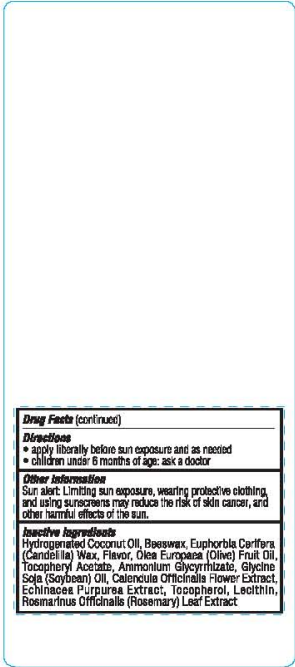 Drug Facts (continued)
Directions
• apply liberally before sun exposure and as needed
• children under 6 months of age: ask a doctor
Other information
Sun alert: Limiting sun exposure, wearing protective clothing,
and using sunscreens may reduce the risk of skin cancer, and
other harmful effects of the sun.
Inactive ingredients
Hydrogenated Coconut Oil, Beeswax, Euphorbia Cerifera
(Candelilla) Wax, Flavor, Olea Europaea (Olive) Fruit Oil,
Tocopheryl Acetate, Ammonium Glycyrrhizate, Glycine
Soja (Soybean) Oil, Calendula Officinalis Flower Extract,
Echinacea Purpurea Extract, Tocopherol, Lecithin,
Rosmarinus Officinalis (Rosemary) Leaf Extract